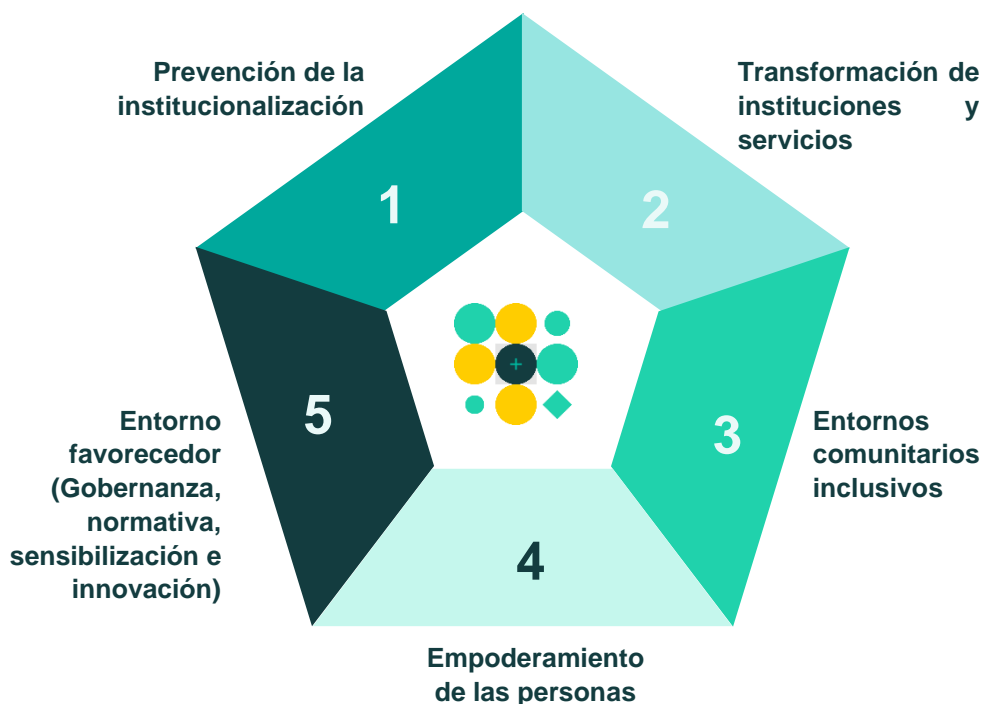 Prevención de la
institucionalización
1
Transformación de
instituciones y
servicios
2
Entornos
comunitarios
inclusivos
3
Empoderamiento
de las personas
4
Entorno
favorecedor
(Gobernanza,
normativa,
sensibilización e
innovación)
5